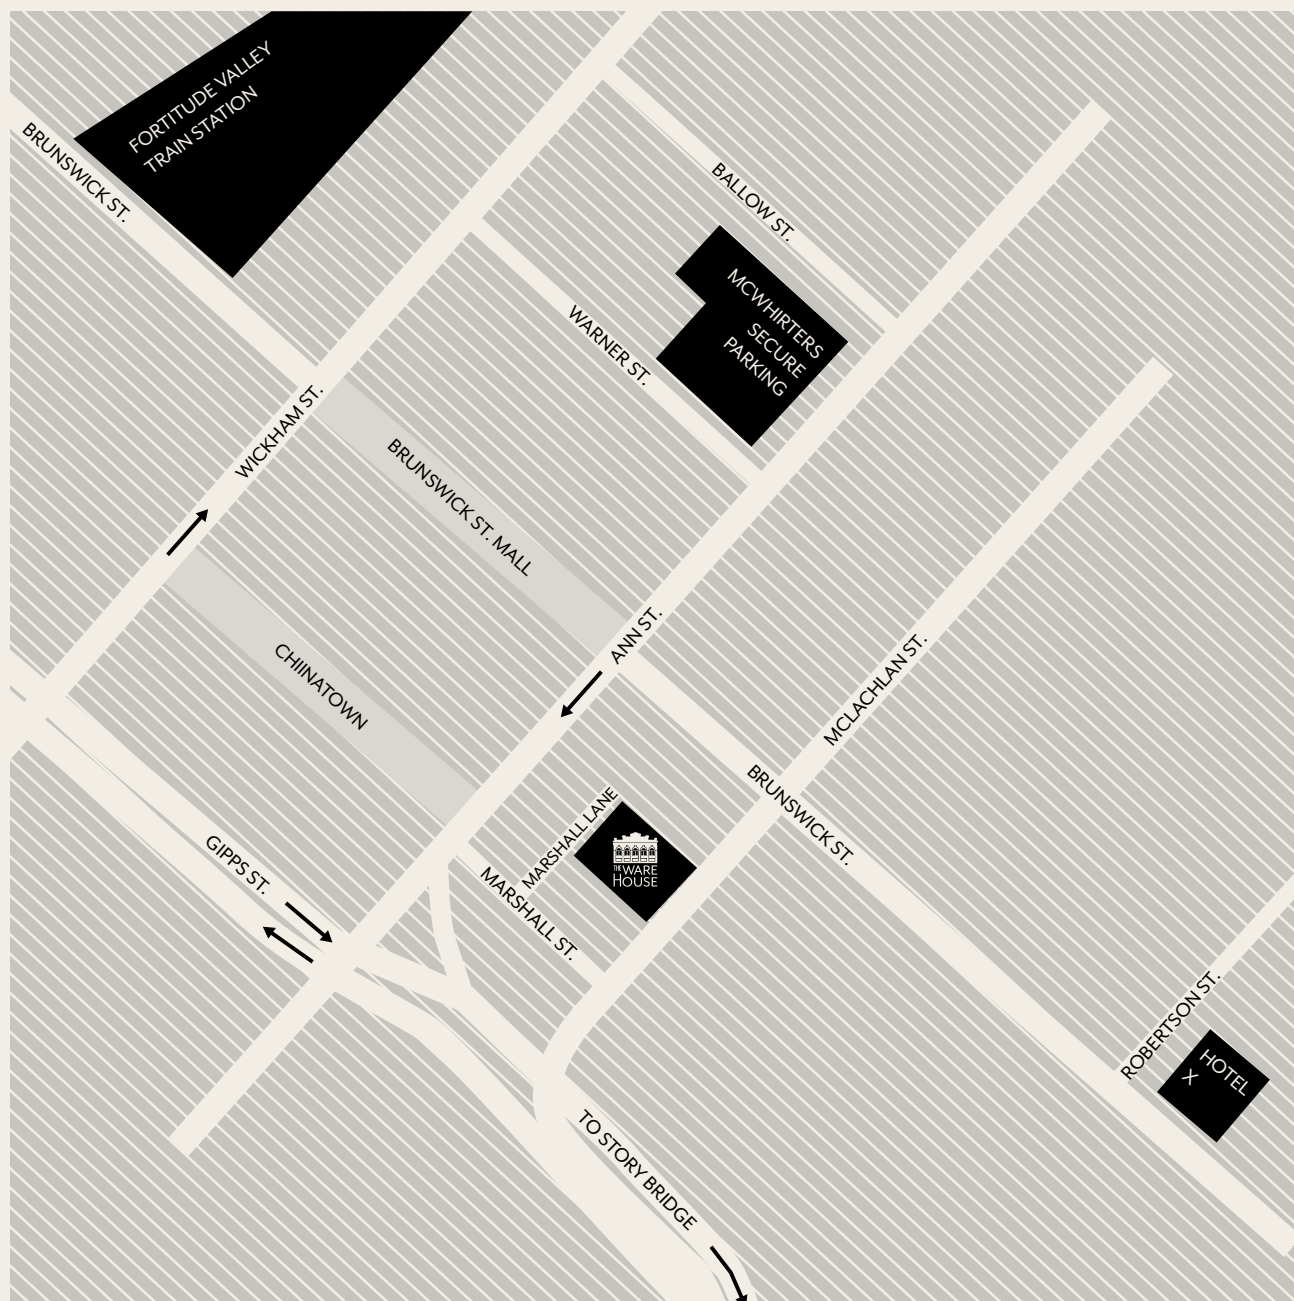 FORTITUDE VALLEY
TRAIN STATION
BRUNSWICK ST.
BALLOW ST.
MCWHIRTERS
SECURE
PARKING
WARNER ST.
WICKHAM ST.
BRUNSWICK ST. MALL
ANN ST.
CHIINATOWN
MCLACHLAN ST.
BRUNSWICK ST.
MARSHALL LANE
THE WARE
HOUSE
GIPPS ST.
MARSHALL ST.
ROBERTSON ST.
HOTEL
X
TO STORY BRIDGE